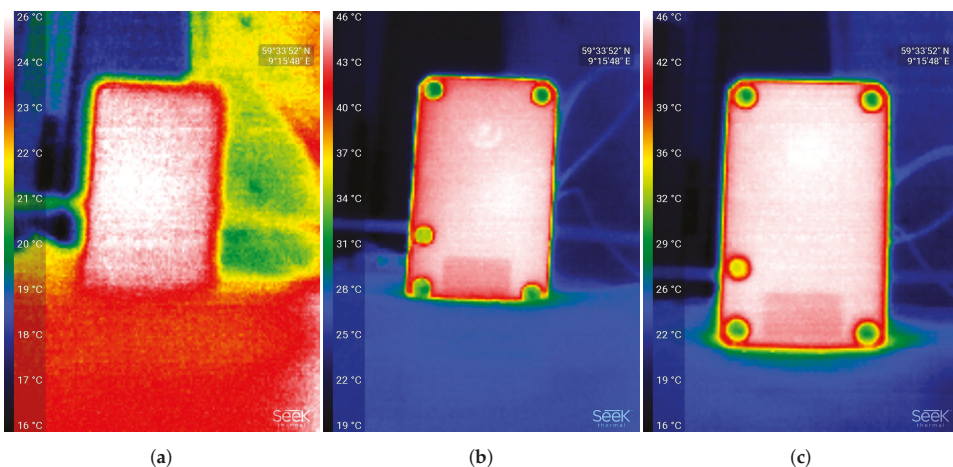 26 °C
24 °C
23 °C
22 °C
21 °C
20 °C
19 °C
18 °C
17 °C
16 °C
59°33'52" N
9°15'48" E
Seek
thermal
(a)
46 °C
43 °C
40 °C
37 °C
34 °C
31 °C
28 °C
25 °C
22 °C
19 °C
59°33'52" N
9°15'48" E
Seek
thermal
(b)
46 °C
42 °C
39 °C
36 °C
32 °C
29 °C
25 °C
22 °C
19 °C
16 °C
59°33'52" N
9°15'48" E
Seek
thermal
(c)